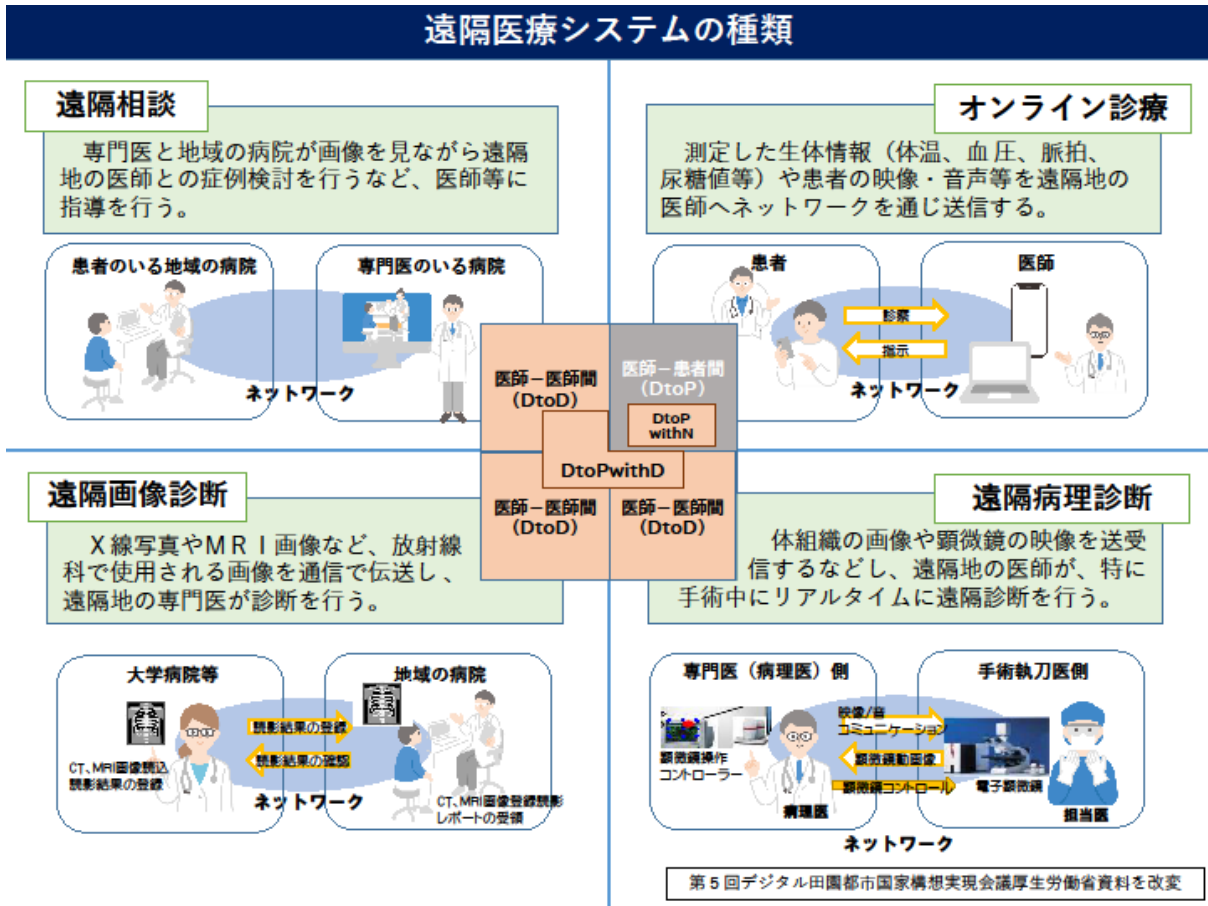 遠隔医療システムの種類
遠隔相談
専門医と地域の病院が画像を見ながら遠隔
地の医師との症例検討を行うなど、医師等に
指導を行う。
患者のいる地域の病院
専門医のいる病院
ネットワーク
オンライン診療
測定した生体情報（体温、血圧、脈拍、
尿糖値等）や患者の映像・音声等を遠隔地の
医師へネットワークを通じ送信する。
患者
医師
診察
指示
ネットワーク
医師－医師間
（DtoD）
医師－患者間
（DtoP）
DtoP
withN
DtoPwithD
医師－医師間
（DtoD）
医師－医師間
（DtoD）
遠隔画像診断
Ｘ線写真やＭＲＩ画像など、放射線
科で使用される画像を通信で伝送し、
遠隔地の専門医が診断を行う。
大学病院等
地域の病院
読影結果の登録
読影結果の確認
CT、MRI画像読込
読影結果の登録
ネットワーク
CT、MRI画像登録読影
レポートの受領
遠隔病理診断
体組織の画像や顕微鏡の映像を送受
信するなどし、遠隔地の医師が、特に
手術中にリアルタイムに遠隔診断を行う。
専門医（病理医）側
手術執刀医側
映像/音
コミュニケーション
顕微鏡動画像
顕微鏡コントロール
顕微鏡操作
コントローラー
病理医
電子顕微鏡
担当医
ネットワーク
第５回デジタル田園都市国家構想実現会議厚生労働省資料を改変